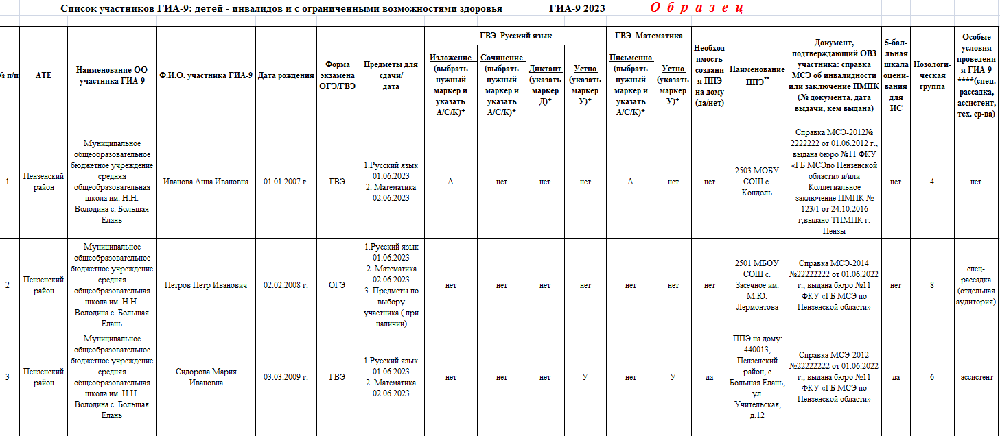 Список участников ГИА-9: детей - инвалидов и с ограниченными возможностями здоровья ГИА-9 2023 О б р а з е ц
№ п/п
АТЕ
Наименование ОО
участника ГИА-9
Ф.И.О. участника ГИА-9
Дата рождения
Форма
экзамена
ОГЭ/ГВЭ
Предметы для
сдачи/
дата
ГВЭ_Русский язык
Изложение
(выбрать
нужный
маркер и
указать
А/С/К)*
Сочинение
(выбрать
нужный
маркер и
указать
А/С/К)*
Диктант
(указать
маркер
Д)*
Устно
(указать
маркер
У)*
ГВЭ_Математика
Письменно
(выбрать
нужный
маркер и
указать
А/С/К)*
Устно
(указать
маркер
У)*
Необход
имость
создани
я ППЭ
на дому
(да/нет)
Наименование
ППЭ**
Документ,
подтверждающий ОВЗ
участника: справка
МСЭ об инвалидности
или заключение ПМПК
(№ документа, дата
выдачи, кем выдана)
5-бал-
льная
шкала
оцени-
вания
для
ИС
Нозологи-
ческая
группа
Особые
условия
проведени
я ГИА-9
****(спец.
рассадка,
ассистент,
тех. ср-ва)
1
Пензенский
район
Муниципальное
общеобразовательное
бюджетное учреждение
средняя
общеобразовательная
школа им. Н.Н.
Володина с. Большая
Елань
Иванова Анна Ивановна
01.01.2007 г.
ГВЭ
1.Русский язык
01.06.2023
2. Математика
02.06.2023
А
нет
нет
нет
А
нет
нет
2503 МОБУ
СОШ с.
Кондоль
Справка МСЭ-2012№
2222222 от 01.06.2012 г.,
выдана бюро №11 ФКУ
«ГБ МСЭпо Пензенской
области» и/или
Коллегиальное
заключение ПМПК №
123/1 от 24.10.2016
г,выдано ТПМПК г.
Пензы
нет
4
нет
2
Пензенский
район
Муниципальное
общеобразовательное
бюджетное учреждение
средняя
общеобразовательная
школа им. Н.Н.
Володина с. Большая
Елань
Петров Петр Иванович
02.02.2008 г.
ОГЭ
1.Русский язык
01.06.2023
2. Математика
02.06.2023
3. Предметы по
выбору
участника ( при
наличии)
нет
нет
нет
нет
нет
нет
нет
2501 МБОУ
СОШ с.
Засечное им.
М.Ю.
Лермонтова
Справка МСЭ-2014
№22222222 от 01.06.2022
г., выдана бюро №11
ФКУ «ГБ МСЭ по
Пензенской области»
нет
8
спец-
рассадка
(отдельная
аудитория)
3
Пензенский
район
Муниципальное
общеобразовательное
бюджетное учреждение
средняя
общеобразовательная
школа им. Н.Н.
Володина с. Большая
Елань
Сидорова Мария
Ивановна
03.03.2009 г.
ГВЭ
1.Русский язык
01.06.2023
2. Математика
02.06.2023
нет
нет
нет
У
нет
У
да
ППЭ на дому:
440013,
Пензенский
район, с
Большая Елань,
ул.
Учительская,
д.12
Справка МСЭ-2012
№22222222 от 01.06.2022
г., выдана бюро №11
ФКУ «ГБ МСЭ по
Пензенской области»
да
6
ассистент